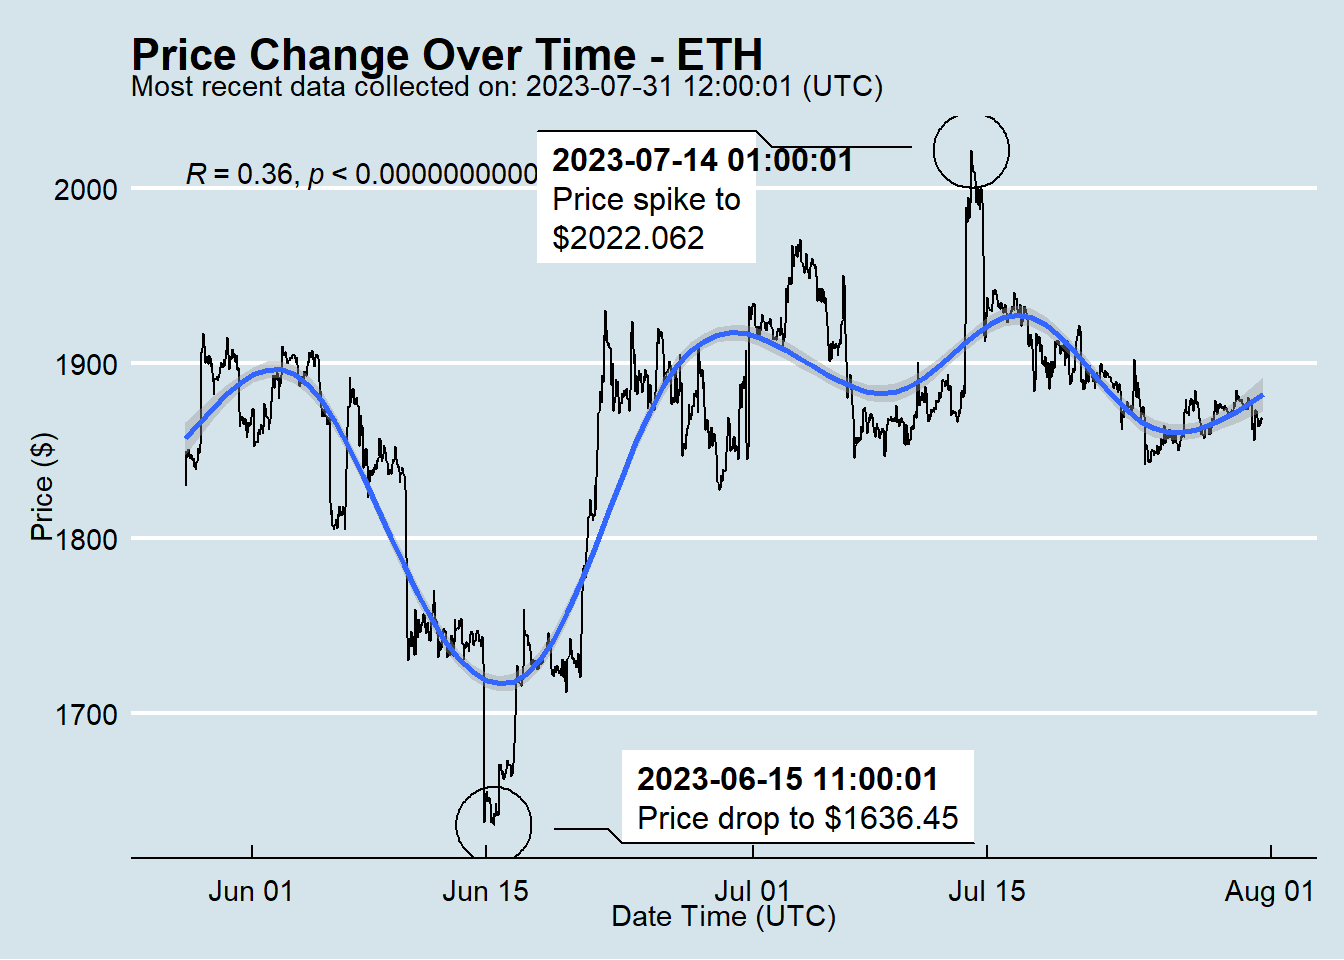 Price Change Over Time - ETH
Most recent data collected on: 2023-07-31 12:00:01 (UTC)
R = 0.36, p < 0.0000000000
2023-07-14 01:00:01
Price spike to
$2022.062
2000
1900
1800
1700
Price ($)
2023-06-15 11:00:01
Price drop to $1636.45
Jun 01
Jun 15
Jul 01
Jul 15
Aug 01
Date Time (UTC)